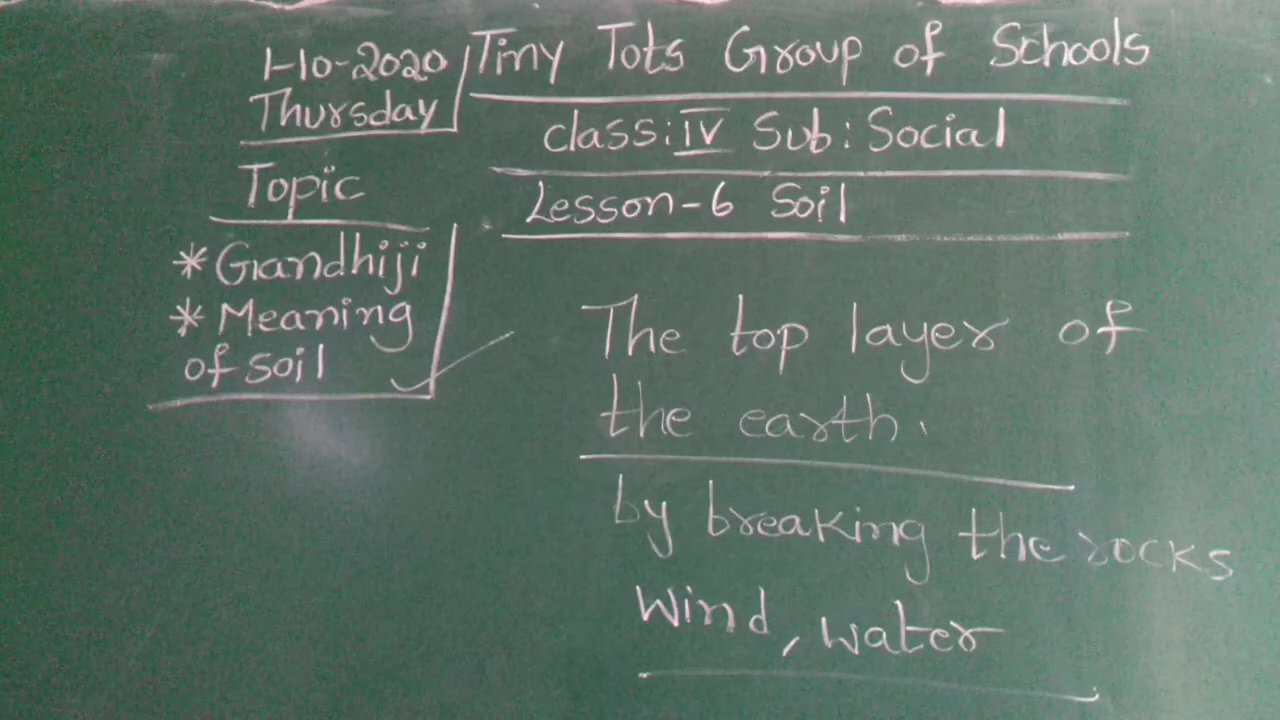 1-10-2020
Thursday
Tiny Tots Group of Schools
class: IV Sub: Social
Lesson-6 Soil
Topic
* Gandhiji
* Meaning
of soil
The top layer of
the earth.
by breaking the rocks
Wind, water